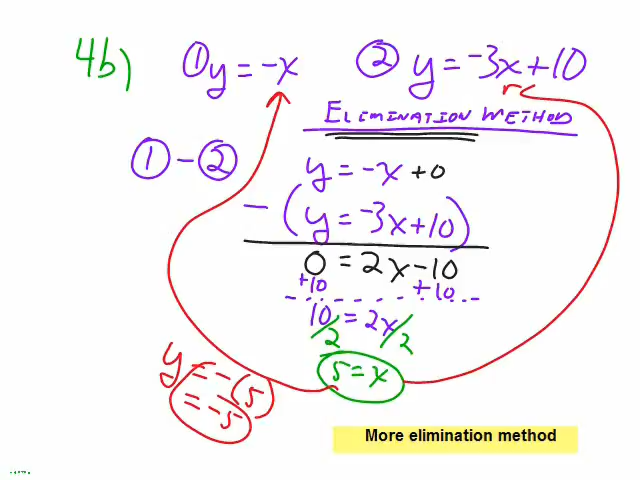 4b) ①y = -x ② y = -3x+10
ELIMINATION METHOD
① - ② y = -x +0
- (y = -3x+10)
0 = 2x-10
+10 +10
10 = 2x
/2 /2
5 = x
y = -(5)
= -5
More elimination method